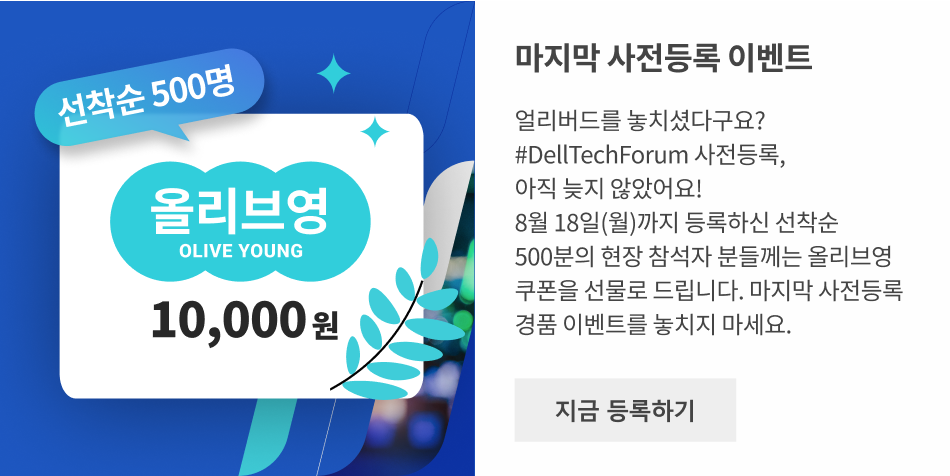 선착순 500명
올리브영
OLIVE YOUNG
10,000원
마지막 사전등록 이벤트
얼리버드를 놓치셨다구요?
#DellTechForum 사전등록,
아직 늦지 않았어요!
8월 18일(월)까지 등록하신 선착순
500분의 현장 참석자 분들께는 올리브영
쿠폰을 선물로 드립니다. 마지막 사전등록
경품 이벤트를 놓치지 마세요.
지금 등록하기